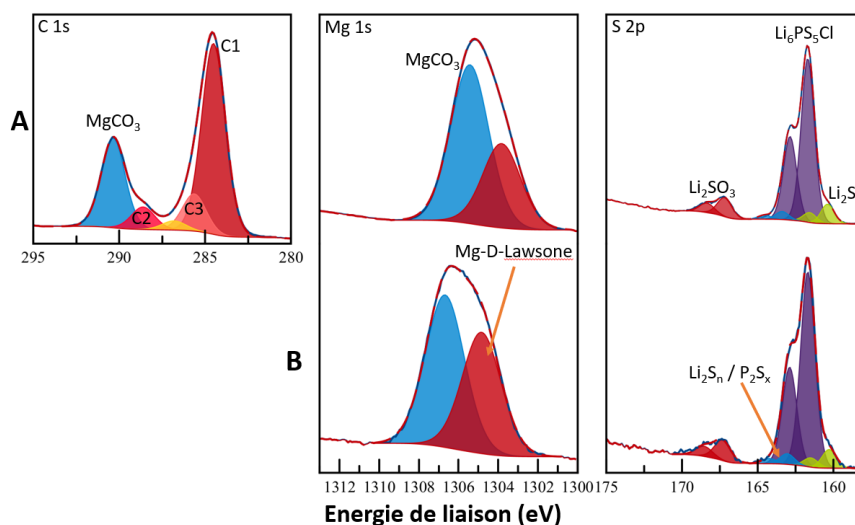 C 1s
C1
MgCO₃
C2
C3
295 290 285 280
Mg 1s
MgCO₃
S 2p
Li₆PS₅Cl
Li₂SO₃
Li₂S
A
Mg-D-Lawsone
B
Li₂Sₙ / P₂Sₓ
1312 1310 1308 1306 1304 1302 1300
175 170 165 160
Energie de liaison (eV)